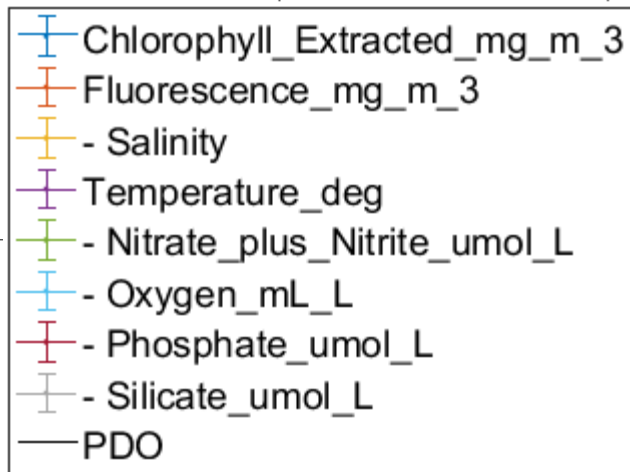 Chlorophyll_Extracted_mg_m_3
Fluorescence_mg_m_3
- Salinity
Temperature_deg
- Nitrate_plus_Nitrite_umol_L
- Oxygen_mL_L
- Phosphate_umol_L
- Silicate_umol_L
PDO